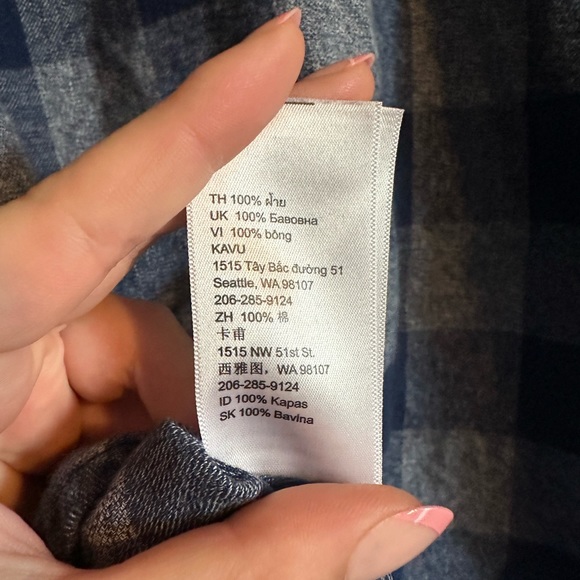 TH 100% ฝ้าย
UK 100% Бавовна
VI 100% bông
KAVU
1515 Tây Bắc đường 51
Seattle, WA 98107
206-285-9124
ZH 100% 棉
卡甫
1515 NW 51st St.
西雅图，WA 98107
206-285-9124
ID 100% Kapas
SK 100% Bavlna